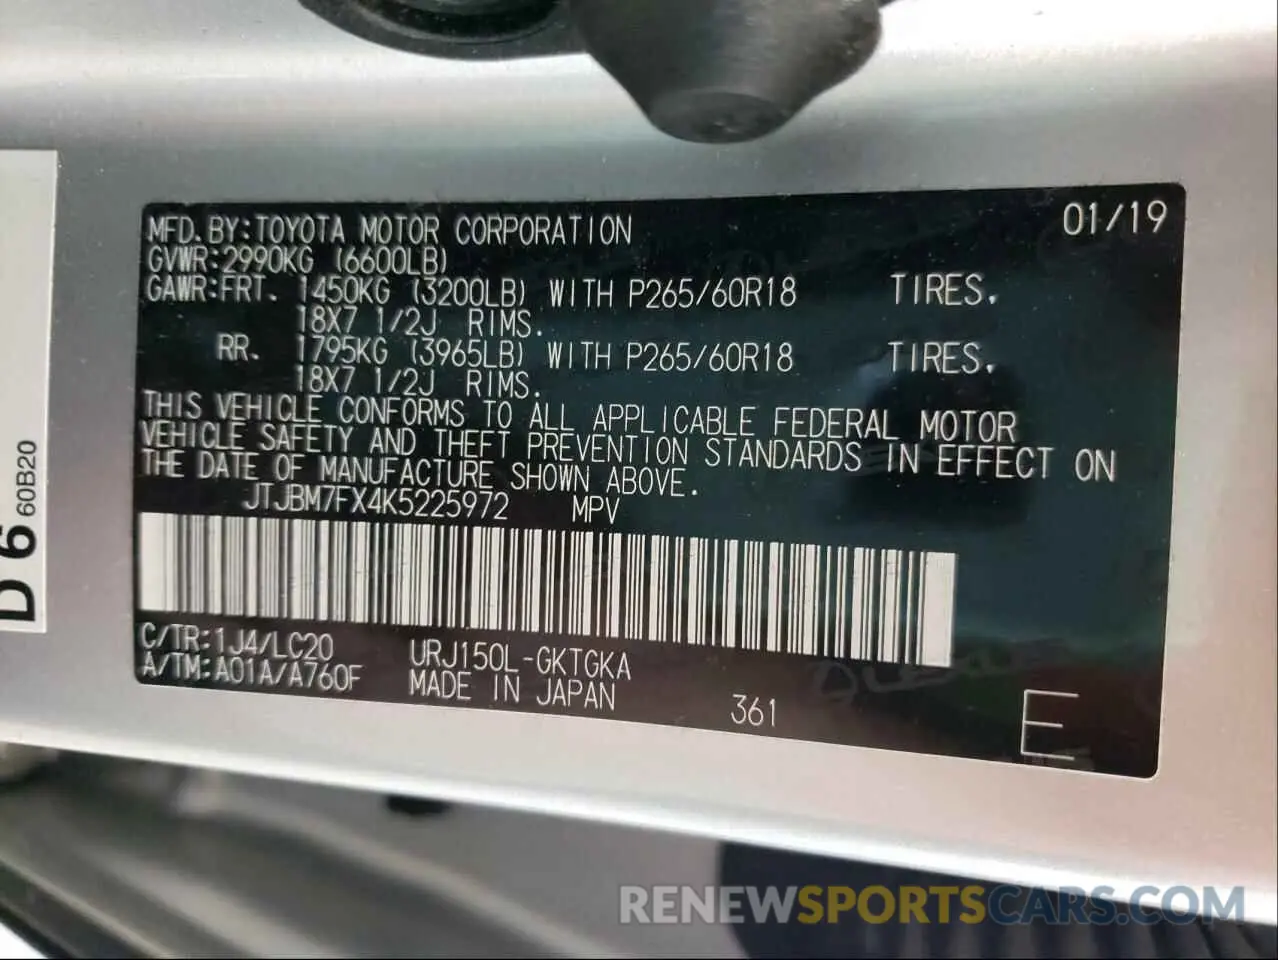 MFD. BY: TOYOTA MOTOR CORPORATION 01/19
GVWR: 2990KG (6600LB)
GAWR: FRT. 1450KG (3200LB) WITH P265/60R18 TIRES.
18X7 1/2J RIMS.
RR. 1795KG (3965LB) WITH P265/60R18 TIRES.
18X7 1/2J RIMS.
THIS VEHICLE CONFORMS TO ALL APPLICABLE FEDERAL MOTOR
VEHICLE SAFETY AND THEFT PREVENTION STANDARDS IN EFFECT ON
THE DATE OF MANUFACTURE SHOWN ABOVE.
JTJBM7FX4K5225972 MPV
C/TR: 1J4/LC20 URJ150L-GKTGKA
A/TM: A01A/A760F MADE IN JAPAN 361 E
D 6 60B20
RENEWSPORTSCARS.COM